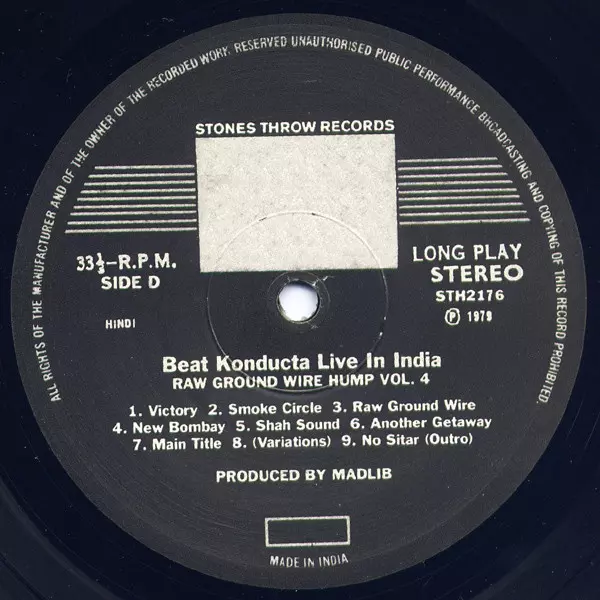 ALL RIGHTS OF THE MANUFACTURER AND OF THE OWNER OF THE RECORDED WORK RESERVED UNAUTHORISED PUBLIC PERFORMANCE BROADCASTING AND COPYING OF THIS RECORD PROHIBITED.
STONES THROW RECORDS
33⅓–R.P.M.
SIDE D
LONG PLAY
STEREO
STH2176
Ⓟ 1979
HINDI
Beat Konducta Live In India
RAW GROUND WIRE HUMP VOL. 4
1. Victory 2. Smoke Circle 3. Raw Ground Wire
4. New Bombay 5. Shah Sound 6. Another Getaway
7. Main Title 8. (Variations) 9. No Sitar (Outro)
PRODUCED BY MADLIB
MADE IN INDIA